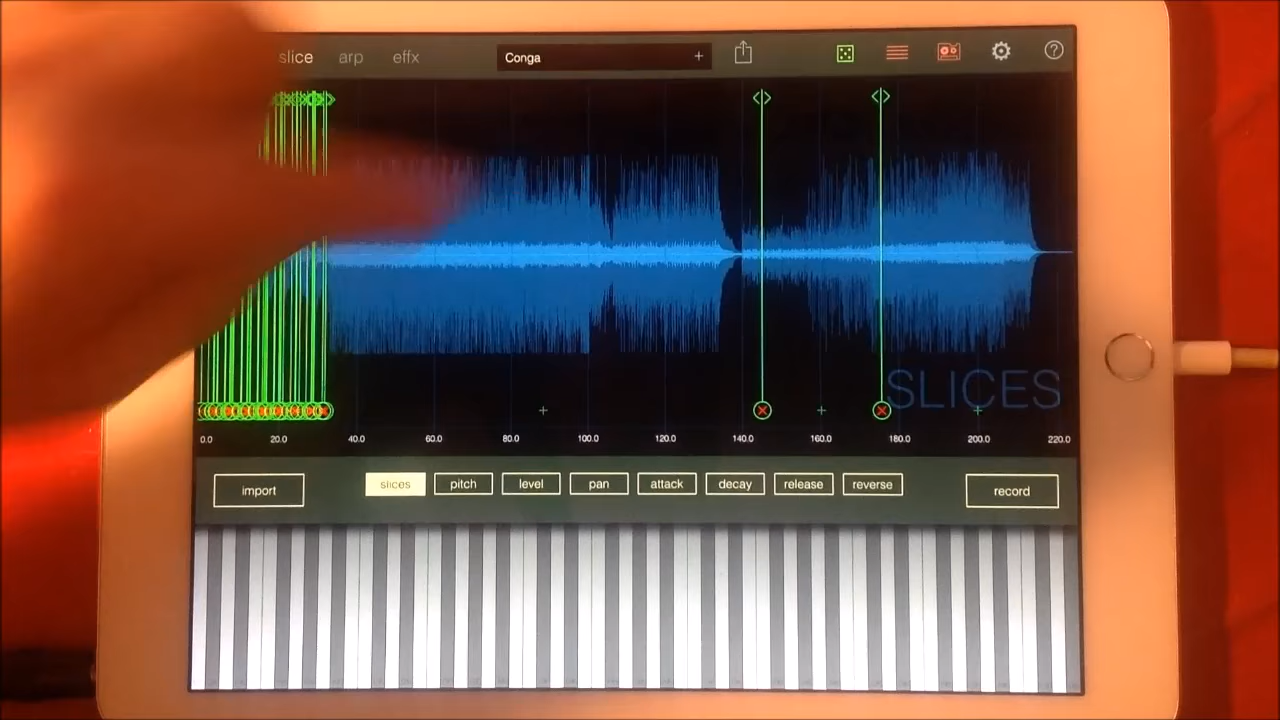 slice arp effx Conga + ?
SLICES
0.0 20.0 40.0 60.0 80.0 100.0 120.0 140.0 160.0 180.0 200.0 220.0
import slices pitch level pan attack decay release reverse record